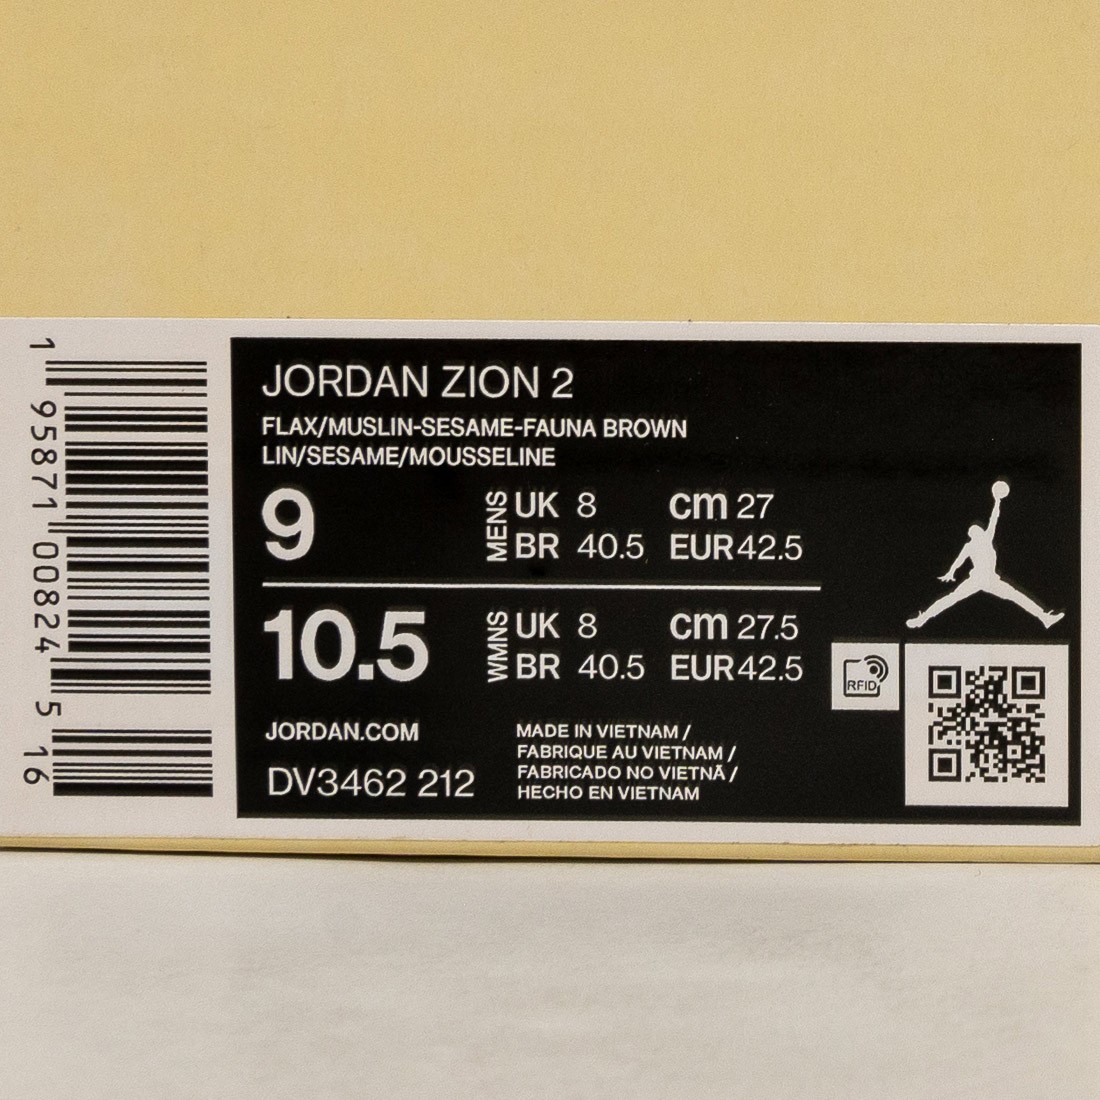 1 95871 00824 5 16
JORDAN ZION 2
FLAX/MUSLIN-SESAME-FAUNA BROWN
LIN/SESAME/MOUSSELINE
9
MENS
UK 8 cm 27
BR 40.5 EUR 42.5
10.5
WMNS
UK 8 cm 27.5
BR 40.5 EUR 42.5
RFID
JORDAN.COM
DV3462 212
MADE IN VIETNAM /
FABRIQUE AU VIETNAM /
FABRICADO NO VIETNÃ /
HECHO EN VIETNAM